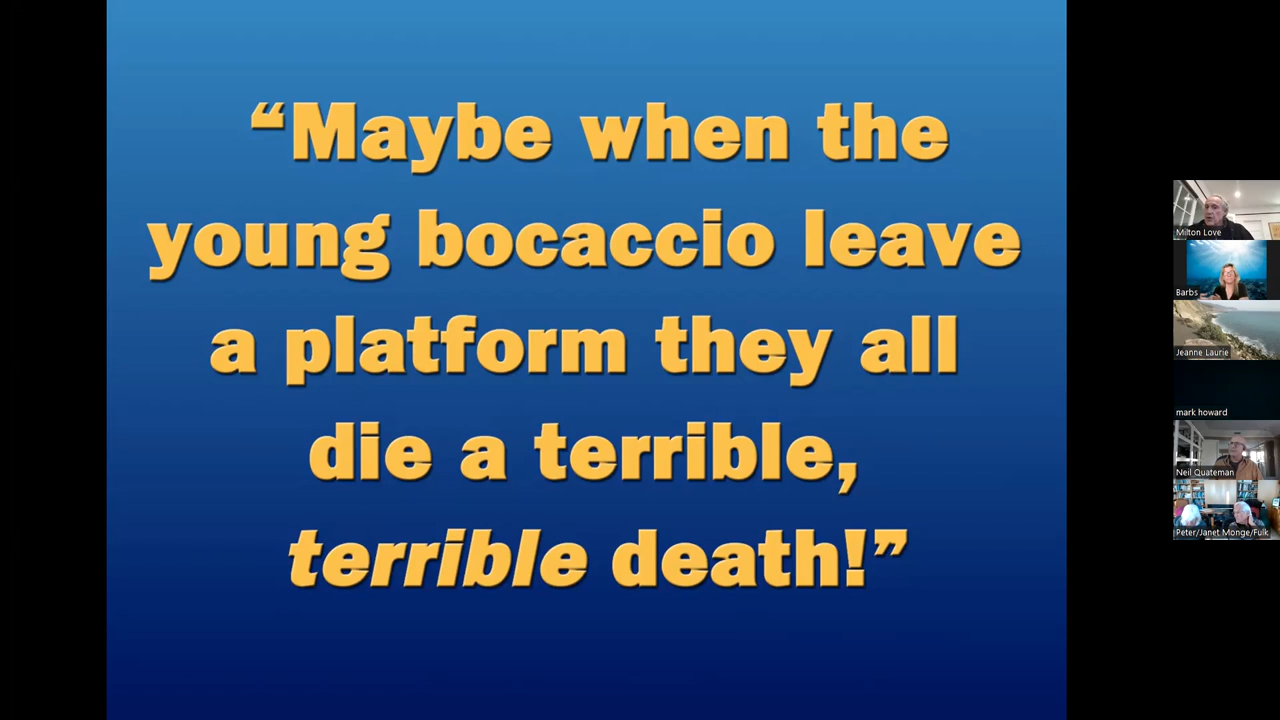 “Maybe when the
young bocaccio leave
a platform they all
die a terrible,
terrible death!”
Milton Love
Barbs
Jeanne Laurie
mark howard
Neil Quateman
Peter/Janet Monge/Fulk